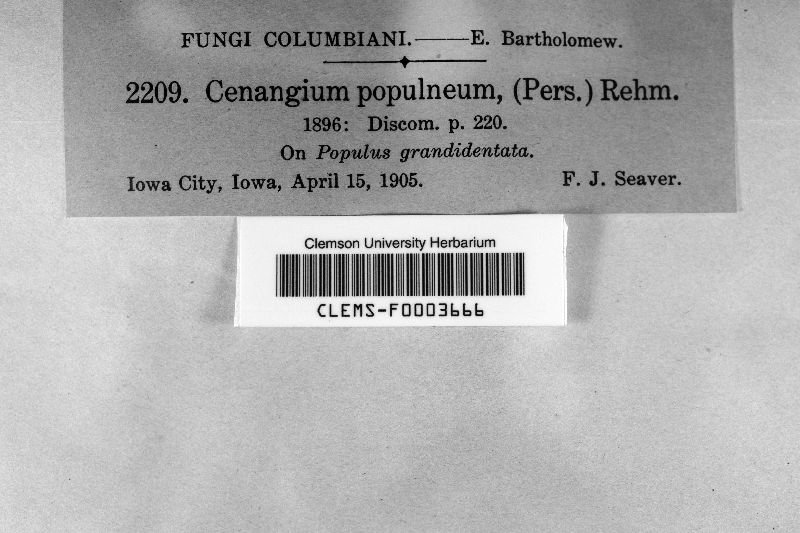 FUNGI COLUMBIANI.——E. Bartholomew.
2209. Cenangium populneum, (Pers.) Rehm.
1896: Discom. p. 220.
On Populus grandidentata.
Iowa City, Iowa, April 15, 1905. F. J. Seaver.
Clemson University Herbarium
CLEMS-F0003666